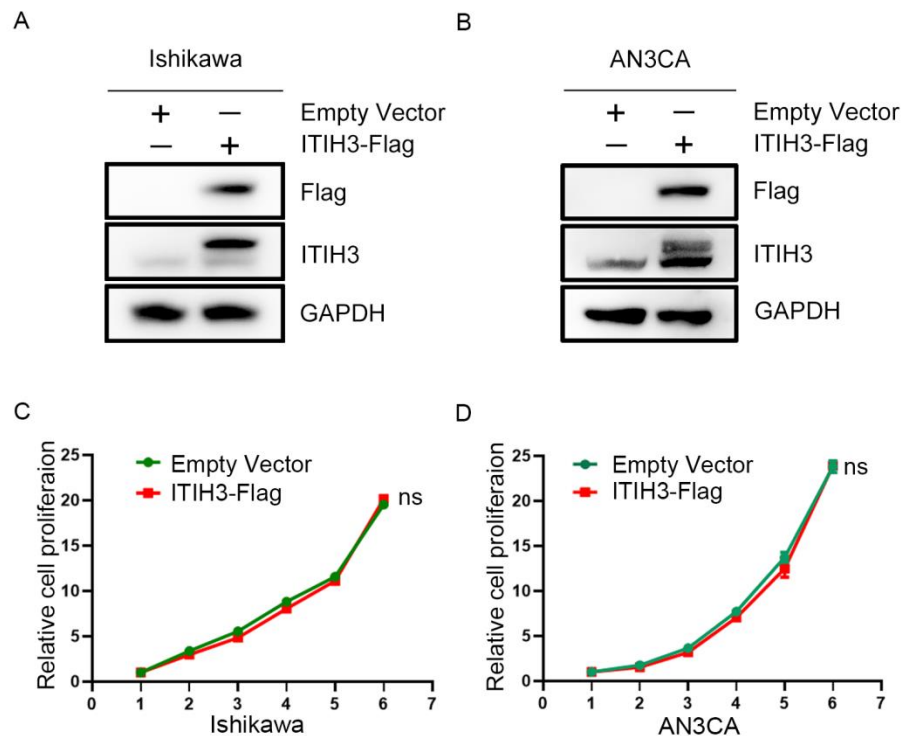 A
Ishikawa
+ — Empty Vector
— + ITIH3-Flag
Flag
ITIH3
GAPDH
B
AN3CA
+ — Empty Vector
— + ITIH3-Flag
Flag
ITIH3
GAPDH
C
Relative cell proliferaion
25
20
15
10
5
0
Empty Vector
ITIH3-Flag
ns
0 1 2 3 4 5 6 7
Ishikawa
D
Relative cell proliferaion
25
20
15
10
5
0
Empty Vector
ITIH3-Flag
ns
0 1 2 3 4 5 6 7
AN3CA